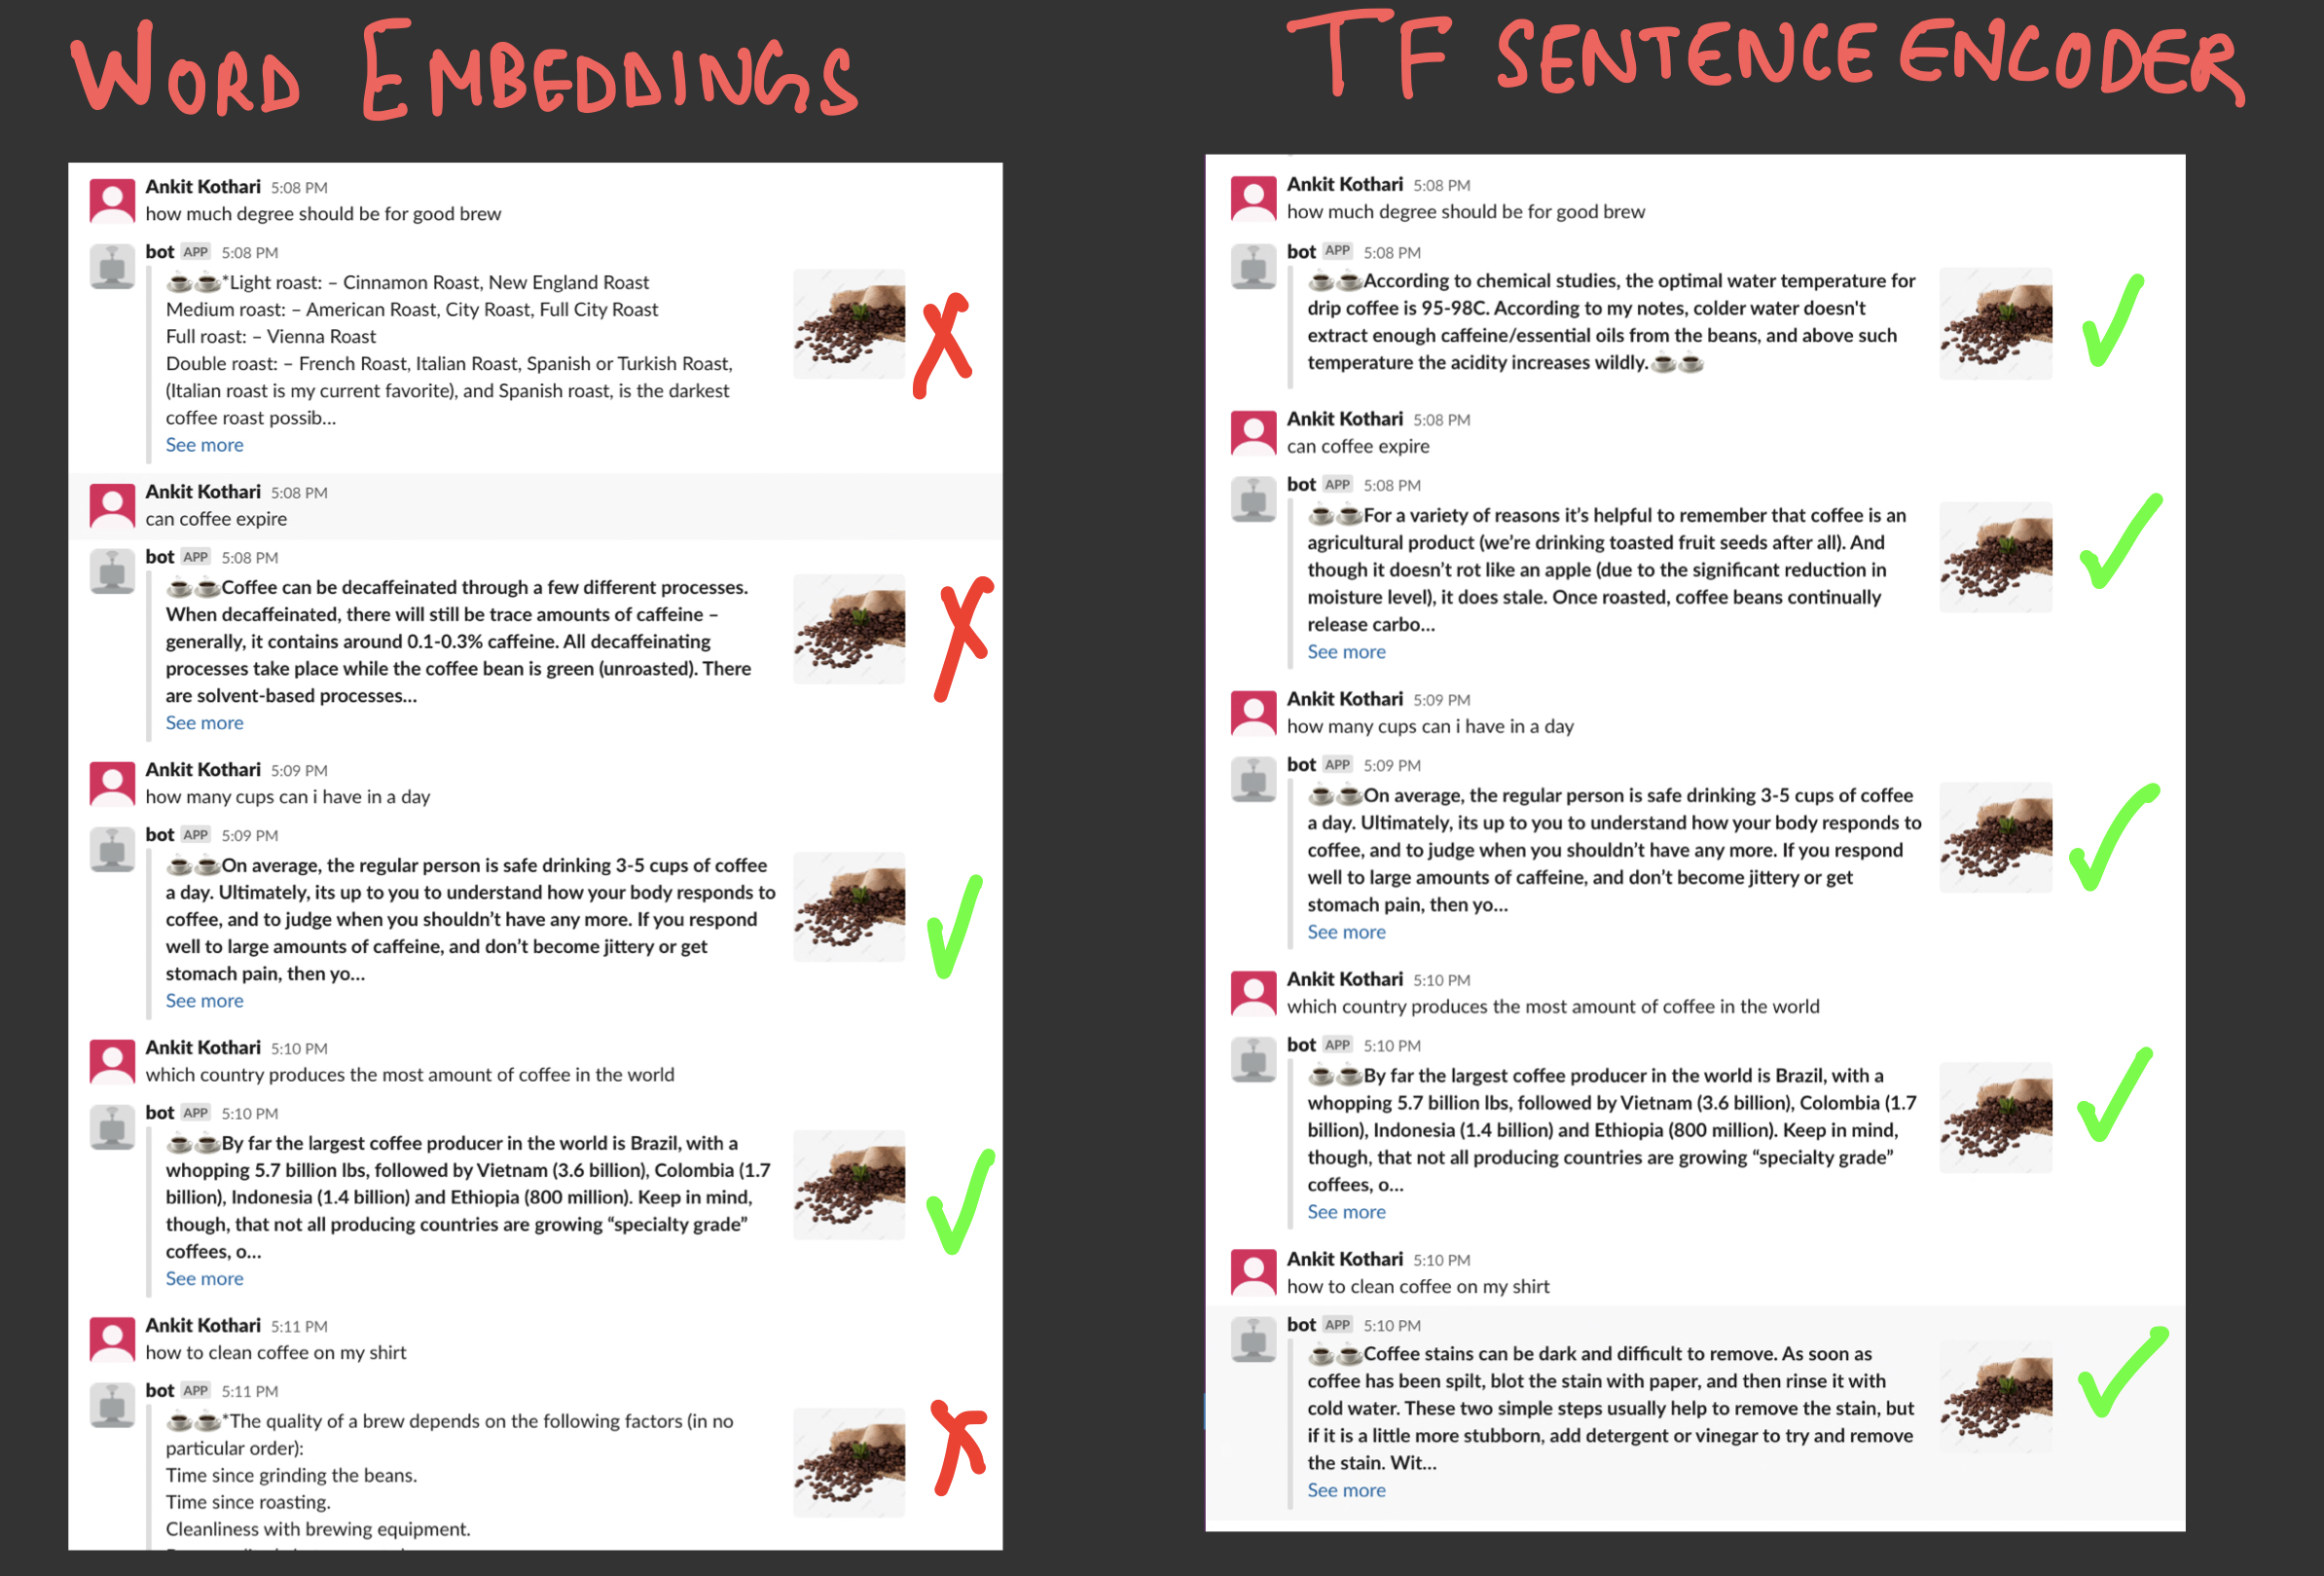 WORD EMBEDDINGS
Ankit Kothari 5:08 PM
how much degree should be for good brew
bot APP 5:08 PM
*Light roast: – Cinnamon Roast, New England Roast
Medium roast: – American Roast, City Roast, Full City Roast
Full roast: – Vienna Roast
Double roast: – French Roast, Italian Roast, Spanish or Turkish Roast,
(Italian roast is my current favorite), and Spanish roast, is the darkest
coffee roast possib...
See more
Ankit Kothari 5:08 PM
can coffee expire
bot APP 5:08 PM
Coffee can be decaffeinated through a few different processes.
When decaffeinated, there will still be trace amounts of caffeine –
generally, it contains around 0.1-0.3% caffeine. All decaffeinating
processes take place while the coffee bean is green (unroasted). There
are solvent-based processes...
See more
Ankit Kothari 5:09 PM
how many cups can i have in a day
bot APP 5:09 PM
On average, the regular person is safe drinking 3-5 cups of coffee
a day. Ultimately, its up to you to understand how your body responds to
coffee, and to judge when you shouldn’t have any more. If you respond
well to large amounts of caffeine, and don’t become jittery or get
stomach pain, then yo...
See more
Ankit Kothari 5:10 PM
which country produces the most amount of coffee in the world
bot APP 5:10 PM
By far the largest coffee producer in the world is Brazil, with a
whopping 5.7 billion lbs, followed by Vietnam (3.6 billion), Colombia (1.7
billion), Indonesia (1.4 billion) and Ethiopia (800 million). Keep in mind,
though, that not all producing countries are growing “specialty grade”
coffees, o...
See more
Ankit Kothari 5:11 PM
how to clean coffee on my shirt
bot APP 5:11 PM
*The quality of a brew depends on the following factors (in no
particular order):
Time since grinding the beans.
Time since roasting.
Cleanliness with brewing equipment.
TF SENTENCE ENCODER
Ankit Kothari 5:08 PM
how much degree should be for good brew
bot APP 5:08 PM
According to chemical studies, the optimal water temperature for
drip coffee is 95-98C. According to my notes, colder water doesn't
extract enough caffeine/essential oils from the beans, and above such
temperature the acidity increases wildly.
Ankit Kothari 5:08 PM
can coffee expire
bot APP 5:08 PM
For a variety of reasons it’s helpful to remember that coffee is an
agricultural product (we’re drinking toasted fruit seeds after all). And
though it doesn’t rot like an apple (due to the significant reduction in
moisture level), it does stale. Once roasted, coffee beans continually
release carbo...
See more
Ankit Kothari 5:09 PM
how many cups can i have in a day
bot APP 5:09 PM
On average, the regular person is safe drinking 3-5 cups of coffee
a day. Ultimately, its up to you to understand how your body responds to
coffee, and to judge when you shouldn’t have any more. If you respond
well to large amounts of caffeine, and don’t become jittery or get
stomach pain, then yo...
See more
Ankit Kothari 5:10 PM
which country produces the most amount of coffee in the world
bot APP 5:10 PM
By far the largest coffee producer in the world is Brazil, with a
whopping 5.7 billion lbs, followed by Vietnam (3.6 billion), Colombia (1.7
billion), Indonesia (1.4 billion) and Ethiopia (800 million). Keep in mind,
though, that not all producing countries are growing “specialty grade”
coffees, o...
See more
Ankit Kothari 5:10 PM
how to clean coffee on my shirt
bot APP 5:10 PM
Coffee stains can be dark and difficult to remove. As soon as
coffee has been spilt, blot the stain with paper, and then rinse it with
cold water. These two simple steps usually help to remove the stain, but
if it is a little more stubborn, add detergent or vinegar to try and remove
the stain. Wit...
See more